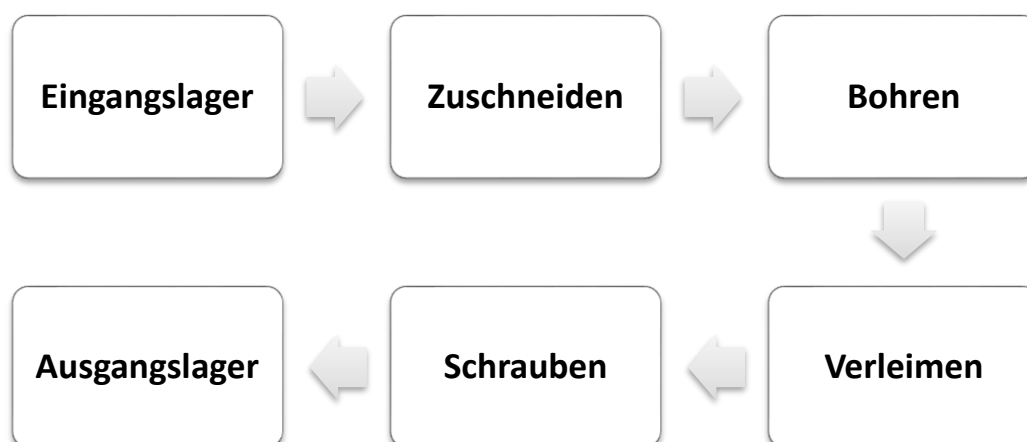 Eingangslager
Zuschneiden
Bohren
Verleimen
Schrauben
Ausgangslager